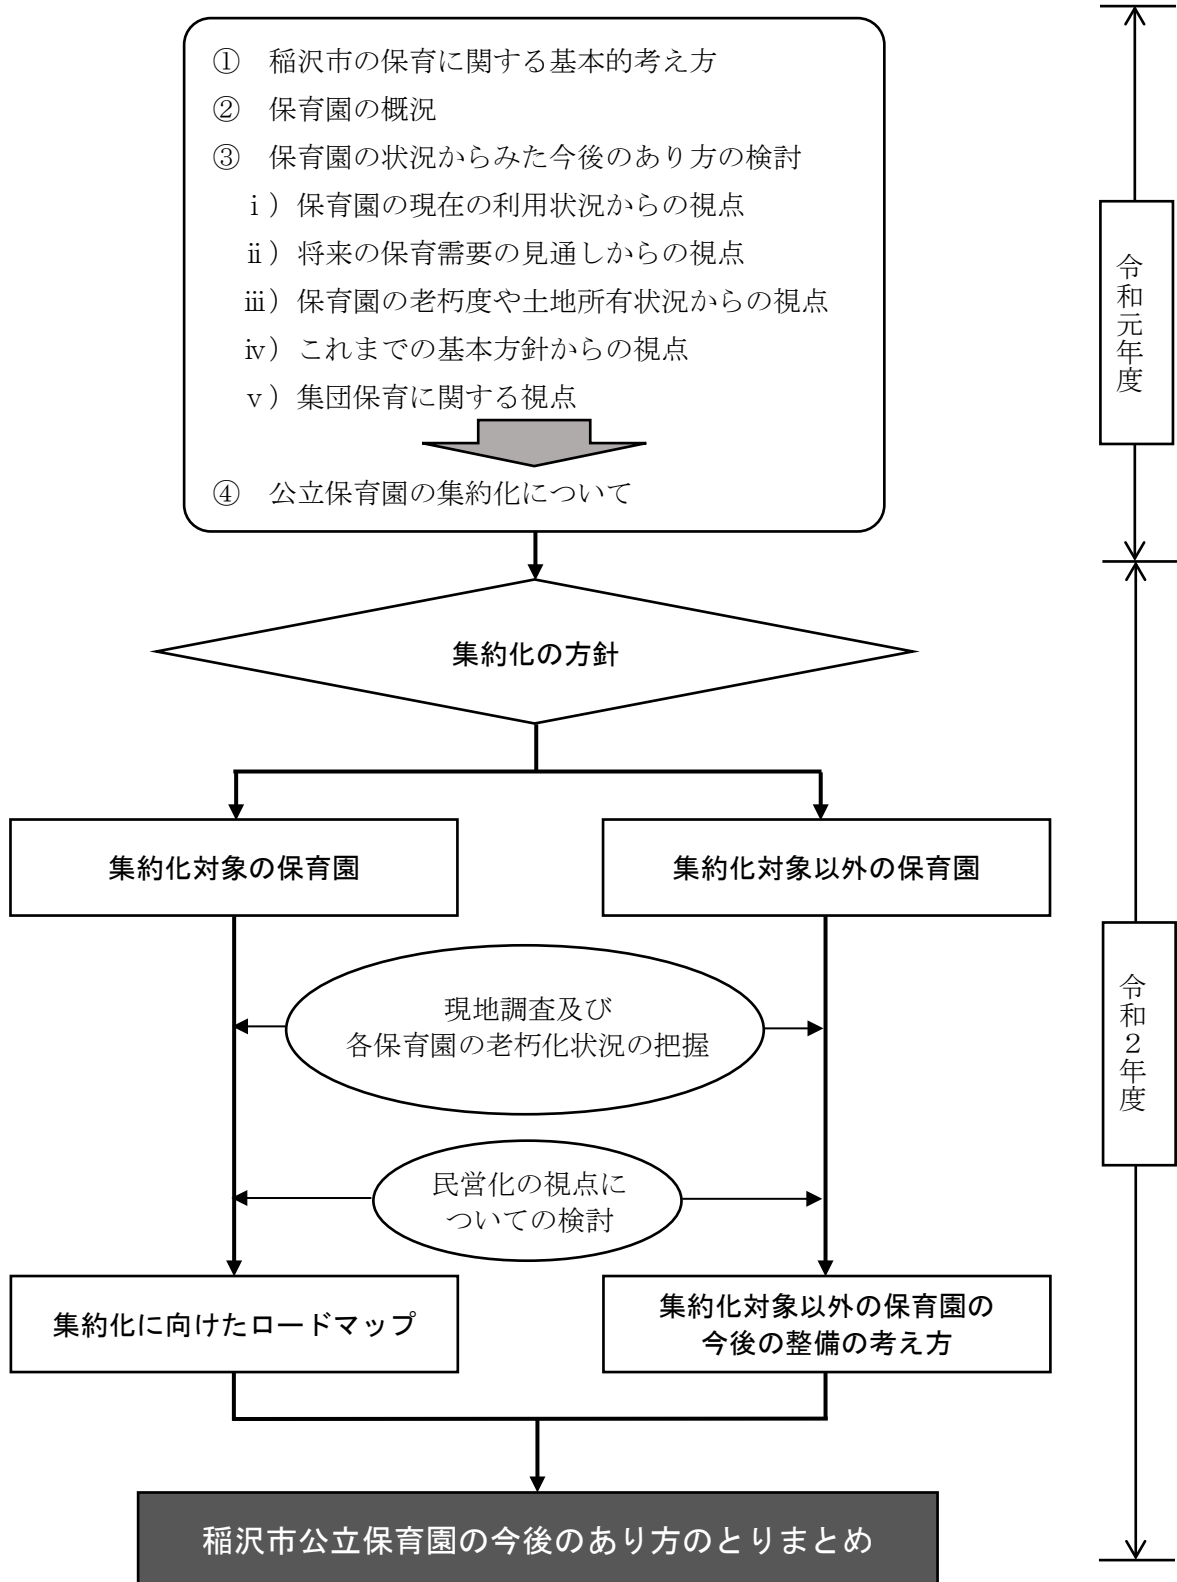 ①　稲沢市の保育に関する基本的考え方
②　保育園の概況
③　保育園の状況からみた今後のあり方の検討
ⅰ）保育園の現在の利用状況からの視点
ⅱ）将来の保育需要の見通しからの視点
ⅲ）保育園の老朽度や土地所有状況からの視点
ⅳ）これまでの基本方針からの視点
ⅴ）集団保育に関する視点
④　公立保育園の集約化について
令和元年度
集約化の方針
集約化対象の保育園
集約化対象以外の保育園
現地調査及び
各保育園の老朽化状況の把握
令和２年度
民営化の視点に
ついての検討
集約化に向けたロードマップ
集約化対象以外の保育園の
今後の整備の考え方
稲沢市公立保育園の今後のあり方のとりまとめ